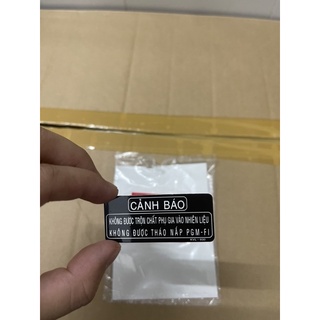 CẢNH BÁO
KHÔNG ĐƯỢC TRỘN CHẤT PHỤ GIA VÀO NHIÊN LIỆU
KHÔNG ĐƯỢC THÁO NẮP PGM-FI